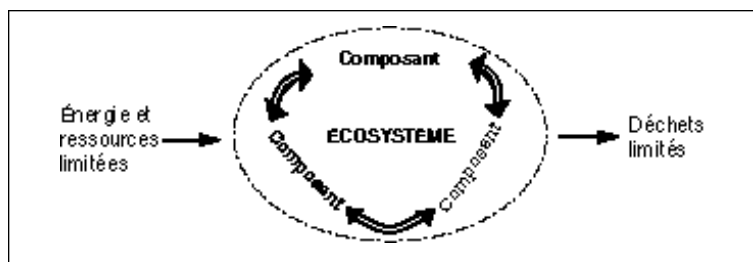 Composant
Énergie et
ressources
limitées
ECOSYSTEME
Déchets
limités
Composant
Composant